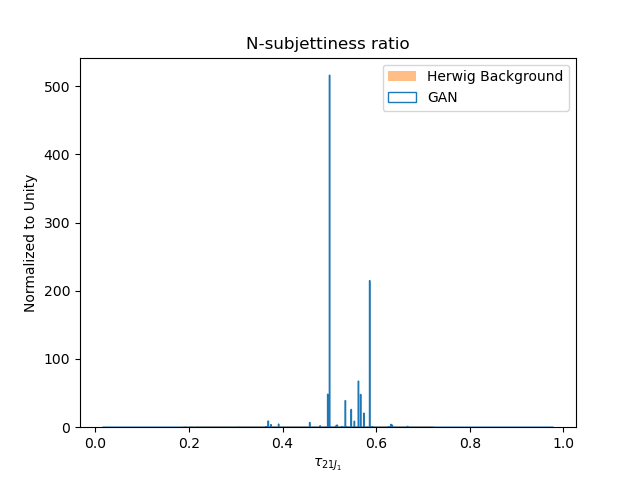 N-subjettiness ratio
Herwig Background
GAN
Normalized to Unity
500
400
300
200
100
0
0.0 0.2 0.4 0.6 0.8 1.0
τ₂₁J₁